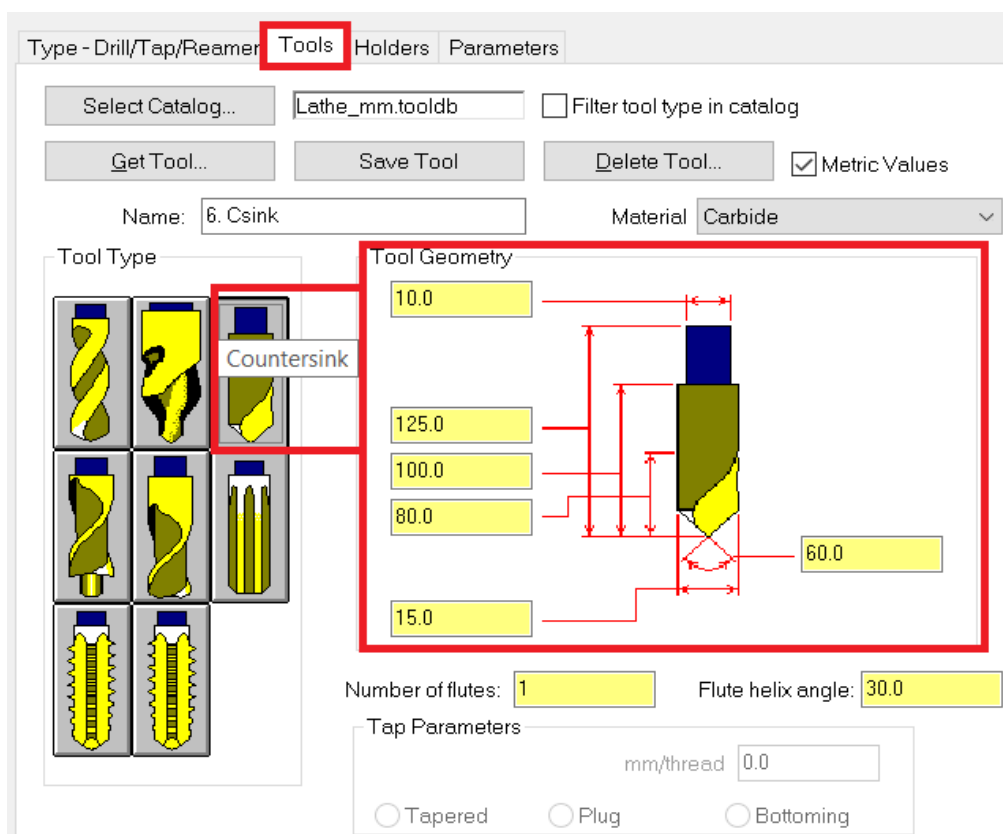 Type - Drill/Tap/Reamer Tools Holders Parameters
Select Catalog... Lathe_mm.tooldb Filter tool type in catalog
Get Tool... Save Tool Delete Tool... Metric Values
Name: 6. Csink Material Carbide
Tool Type Tool Geometry
10.0
Countersink
125.0
100.0
80.0
60.0
15.0
Number of flutes: 1 Flute helix angle: 30.0
Tap Parameters
mm/thread 0.0
Tapered Plug Bottoming